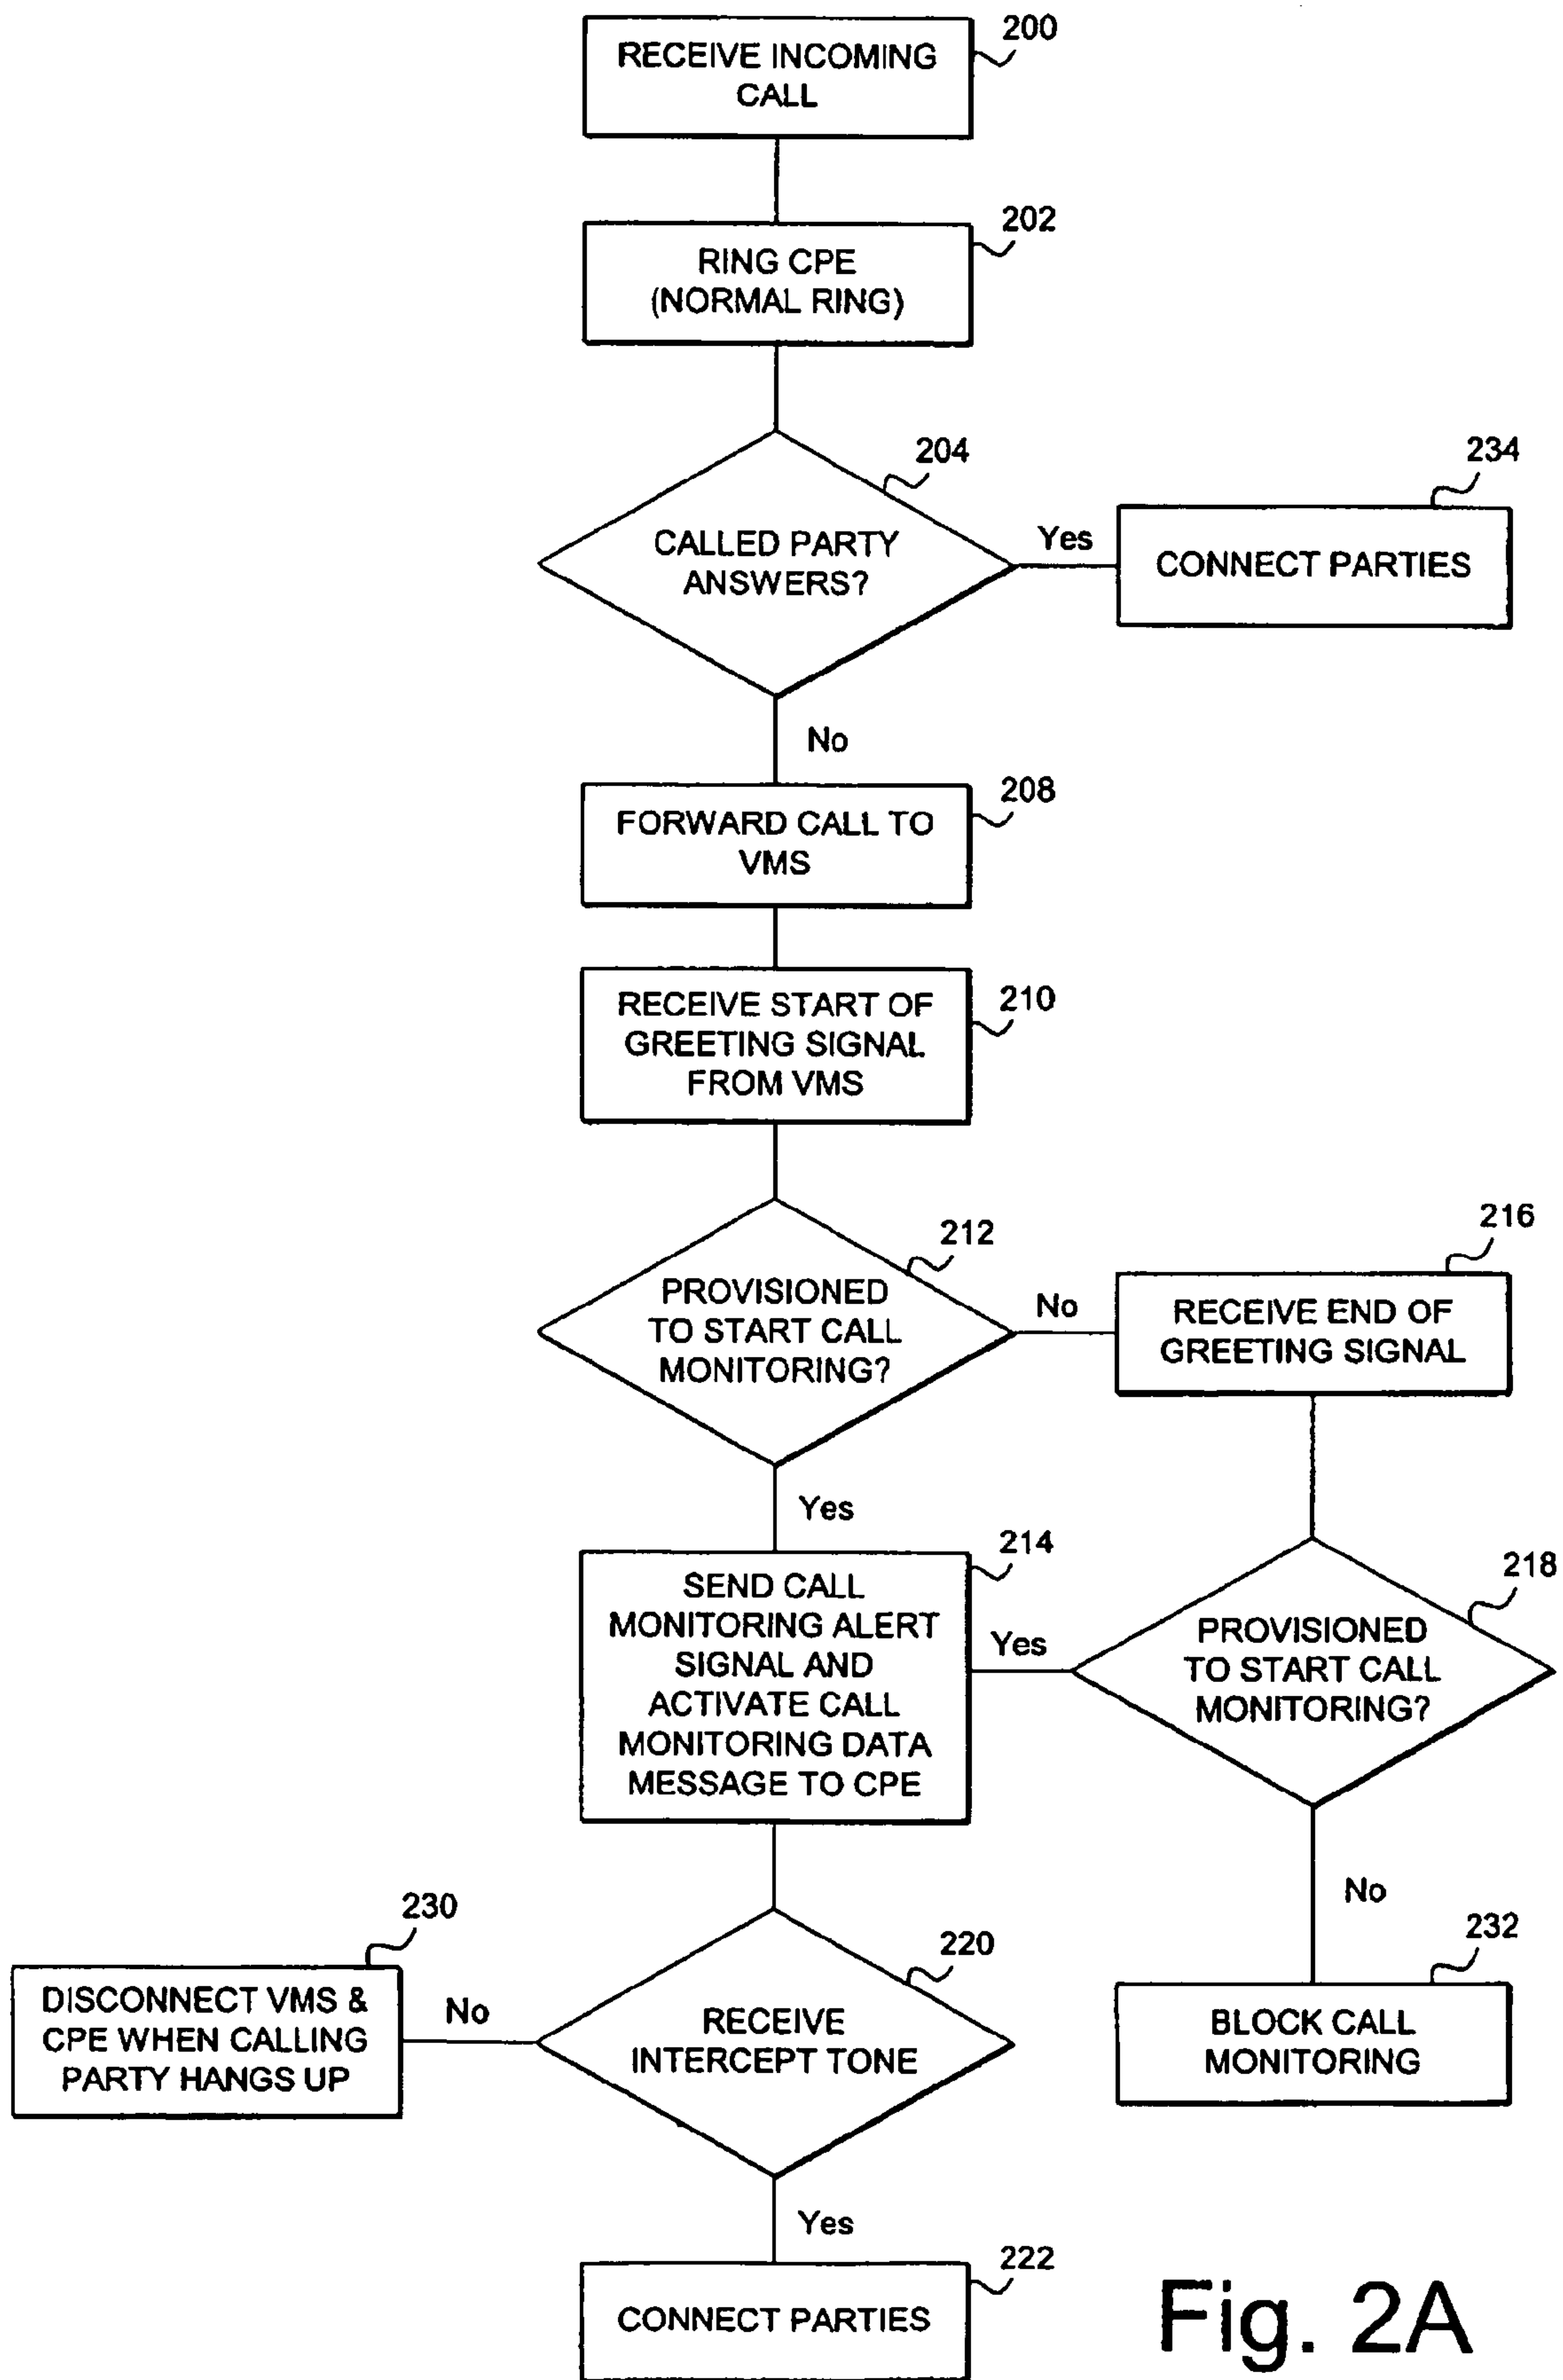 200
RECEIVE INCOMING
CALL
202
RING CPE
(NORMAL RING)
204
CALLED PARTY
ANSWERS?
Yes
234
CONNECT PARTIES
No
208
FORWARD CALL TO
VMS
210
RECEIVE START OF
GREETING SIGNAL
FROM VMS
212
PROVISIONED
TO START CALL
MONITORING?
No
216
RECEIVE END OF
GREETING SIGNAL
Yes
214
SEND CALL
MONITORING ALERT
SIGNAL AND
ACTIVATE CALL
MONITORING DATA
MESSAGE TO CPE
Yes
218
PROVISIONED
TO START CALL
MONITORING?
No
232
BLOCK CALL
MONITORING
220
RECEIVE
INTERCEPT TONE
No
230
DISCONNECT VMS &
CPE WHEN CALLING
PARTY HANGS UP
Yes
222
CONNECT PARTIES
Fig. 2A